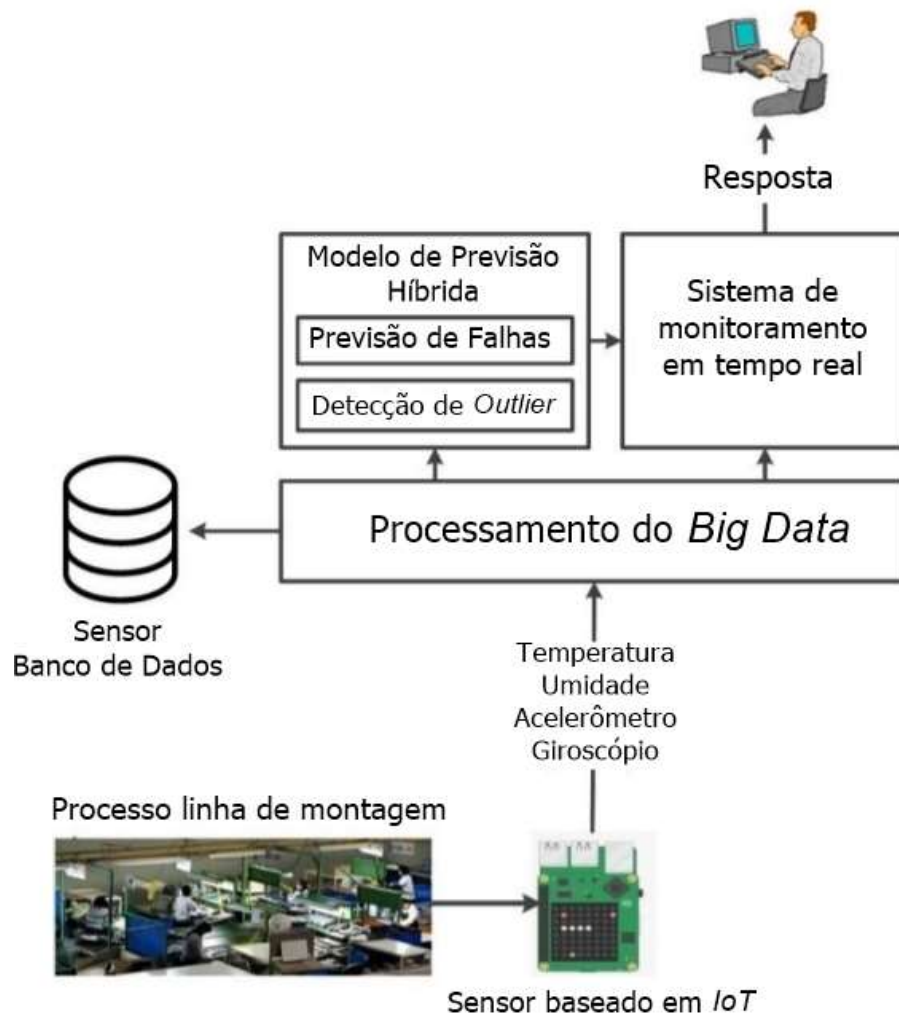 Resposta
Modelo de Previsão
Híbrida
Previsão de Falhas
Detecção de Outlier
Sistema de
monitoramento
em tempo real
Processamento do Big Data
Sensor
Banco de Dados
Temperatura
Umidade
Acelerômetro
Giroscópio
Processo linha de montagem
Sensor baseado em IoT